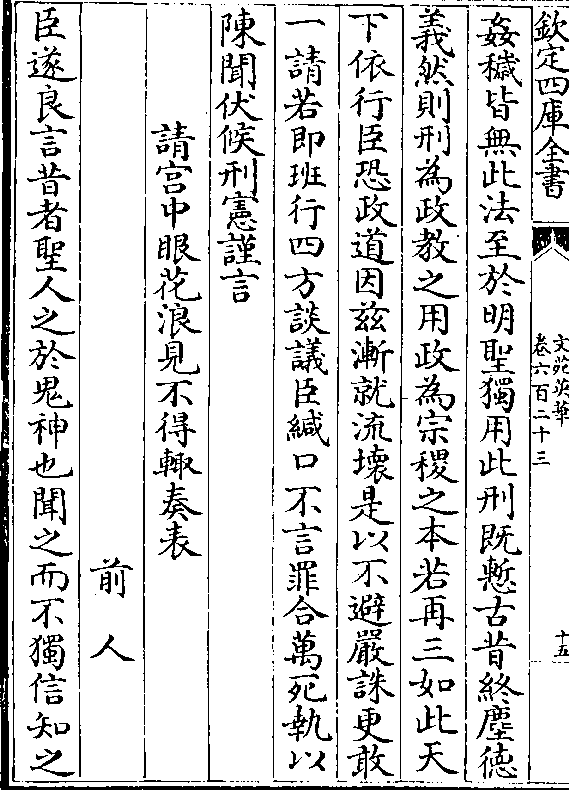 欽定四庫全書
文苑英華
卷六百二十三
十五
姦穢皆無此法至於明聖獨用此刑既慙古昔終塵徳
義然則刑為政教之用政為宗稷之本若再三如此天
下依行臣恐政道因兹漸就流壊是以不避嚴誅更敢
一請若即班行四方談議臣緘口不言罪合萬死執以
陳聞伏候刑憲謹言
請宫中眼花浪見不得輙奏表
前人
臣遂良言昔者聖人之於鬼神也聞之而不獨信知之